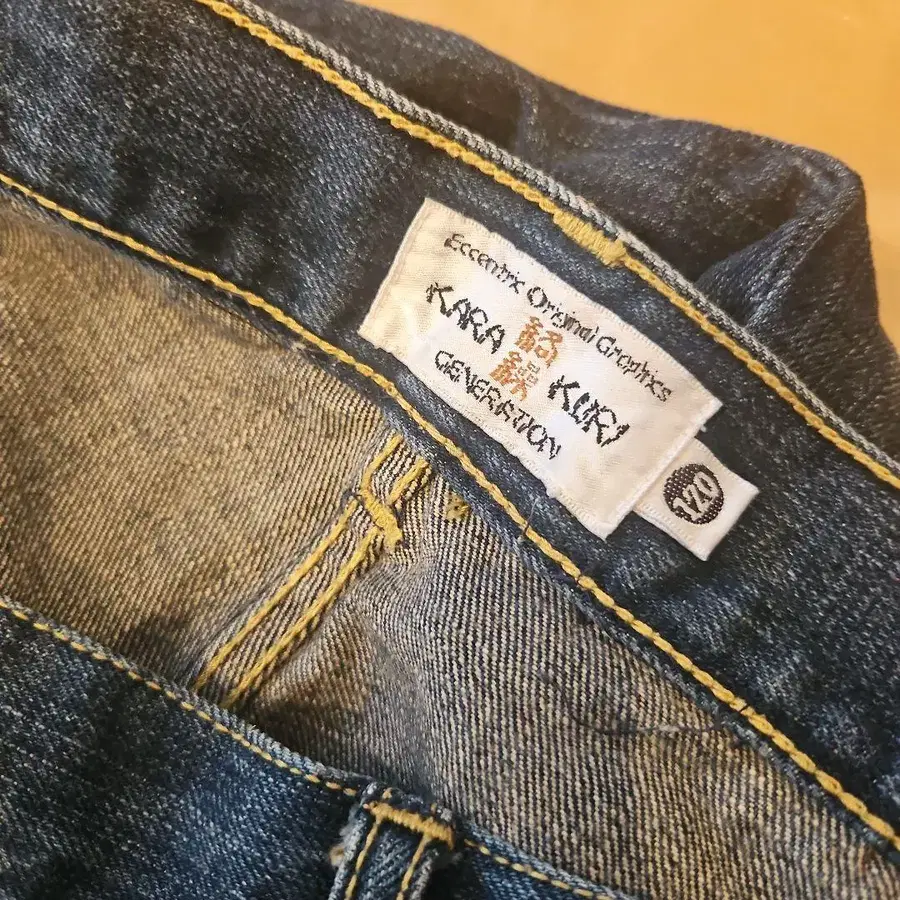 Eccentric Original Graphics
KARA 絡繰 KURI
GENERATION
120